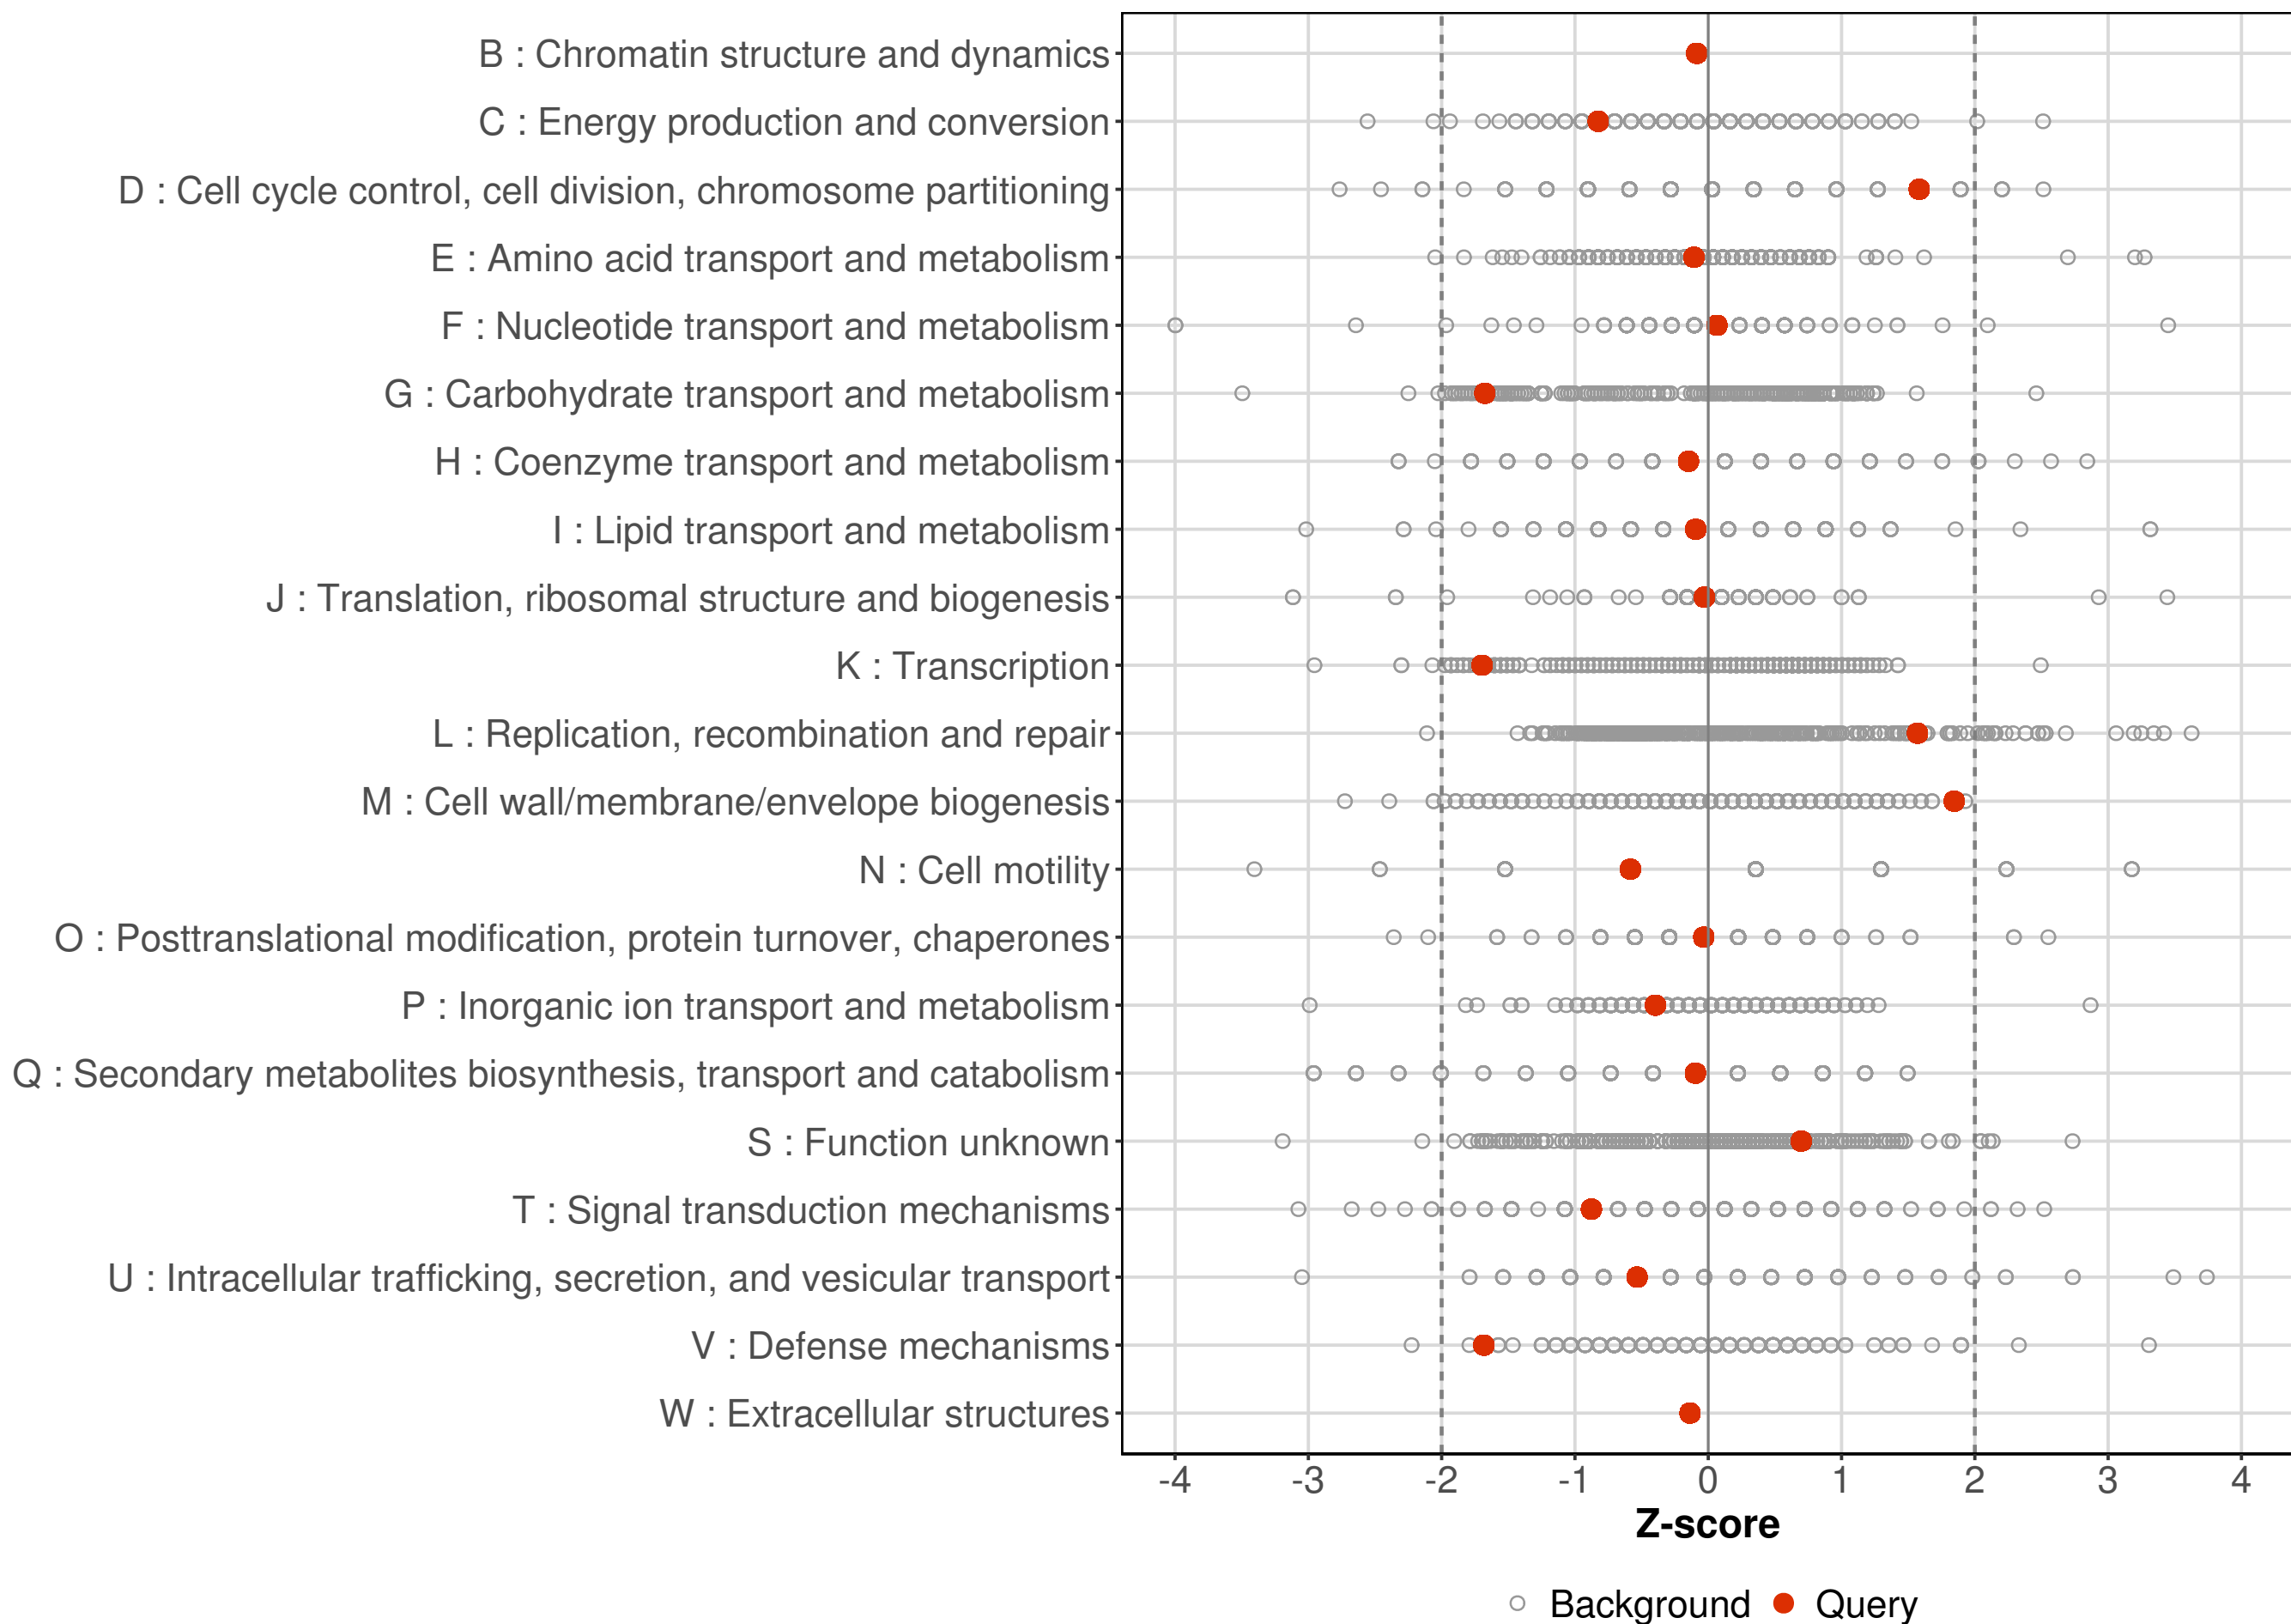 B : Chromatin structure and dynamics
C : Energy production and conversion
D : Cell cycle control, cell division, chromosome partitioning
E : Amino acid transport and metabolism
F : Nucleotide transport and metabolism
G : Carbohydrate transport and metabolism
H : Coenzyme transport and metabolism
I : Lipid transport and metabolism
J : Translation, ribosomal structure and biogenesis
K : Transcription
L : Replication, recombination and repair
M : Cell wall/membrane/envelope biogenesis
N : Cell motility
O : Posttranslational modification, protein turnover, chaperones
P : Inorganic ion transport and metabolism
Q : Secondary metabolites biosynthesis, transport and catabolism
S : Function unknown
T : Signal transduction mechanisms
U : Intracellular trafficking, secretion, and vesicular transport
V : Defense mechanisms
W : Extracellular structures
-4 -3 -2 -1 0 1 2 3 4
Z-score
Background Query